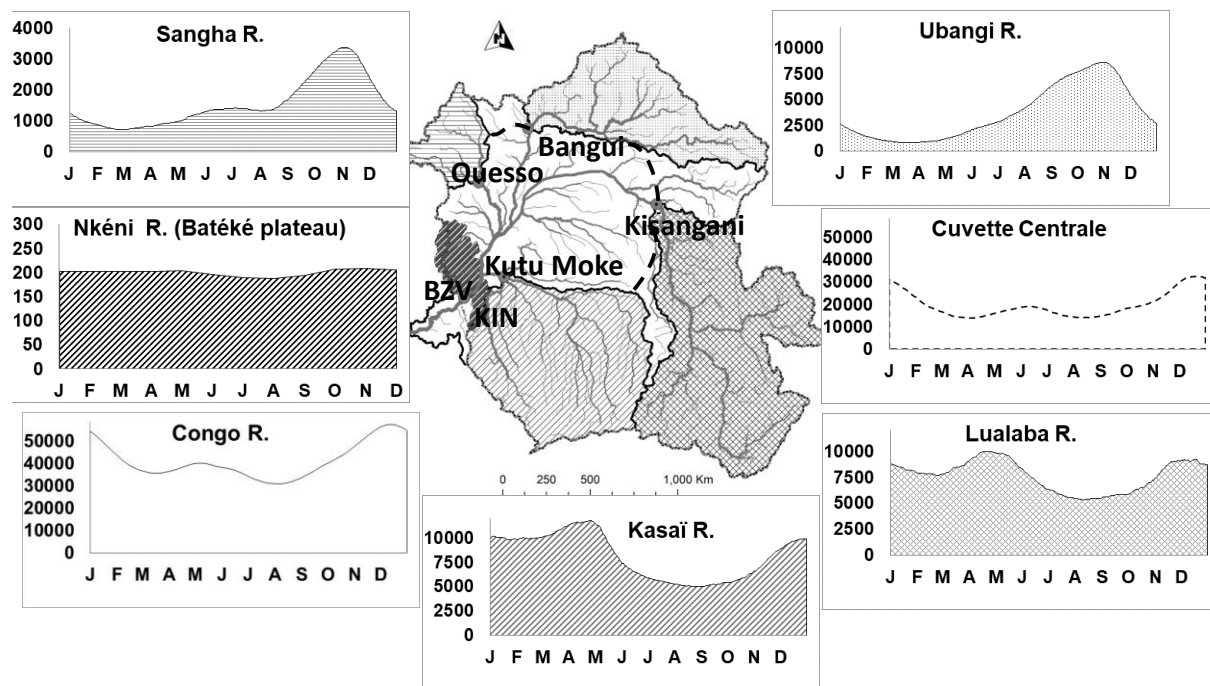 Sangha R.
4000
3000
2000
1000
0
J F M A M J J A S O N D
Nkéni R. (Batéké plateau)
300
250
200
150
100
50
0
J F M A M J J A S O N D
Congo R.
50000
40000
30000
20000
10000
0
J F M A M J J A S O N D
N
Bangui
Ouesso
Kisangani
Kutu Moke
BZV
KIN
0 250 500 1,000 Km
Kasaï R.
10000
7500
5000
2500
0
J F M A M J J A S O N D
Ubangi R.
10000
7500
5000
2500
0
J F M A M J J A S O N D
Cuvette Centrale
50000
40000
30000
20000
10000
0
J F M A M J J A S O N D
Lualaba R.
10000
7500
5000
2500
0
J F M A M J J A S O N D